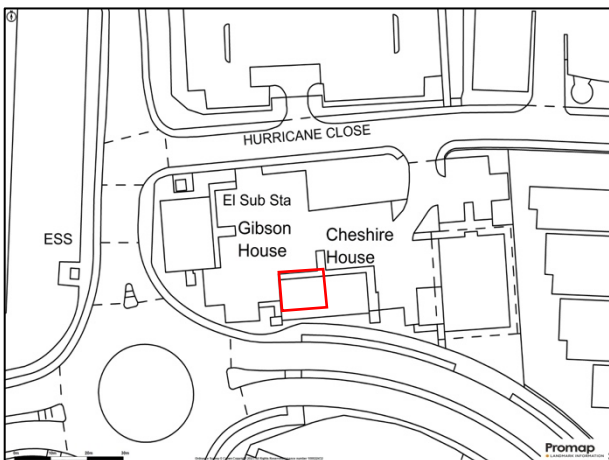 HURRICANE CLOSE
El Sub Sta
Gibson
House
Cheshire
House
ESS
Promap
LANDMARK INFORMATION